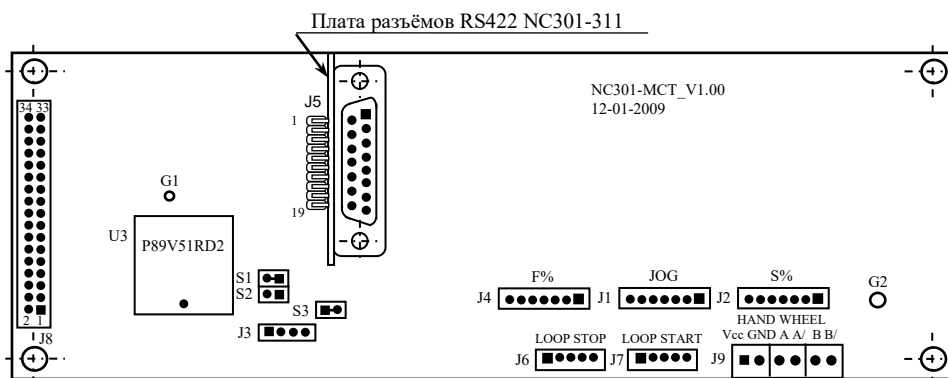 Плата разъёмов RS422 NC301-311
NC301-MCT_V1.00
12-01-2009
J5
34 33
1
G1
19
U3
P89V51RD2
S1
S2
S3
J3
2 1
J8
F%
JOG
S%
J4
J1
J2
G2
HAND WHEEL
LOOP STOP
LOOP START
Vcc GND A A/ B B/
J6
J7
J9